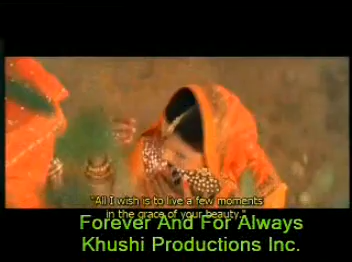 "All I wish is to live a few moments
in the grace of your beauty."
Forever And For Always
Khushi Productions Inc.